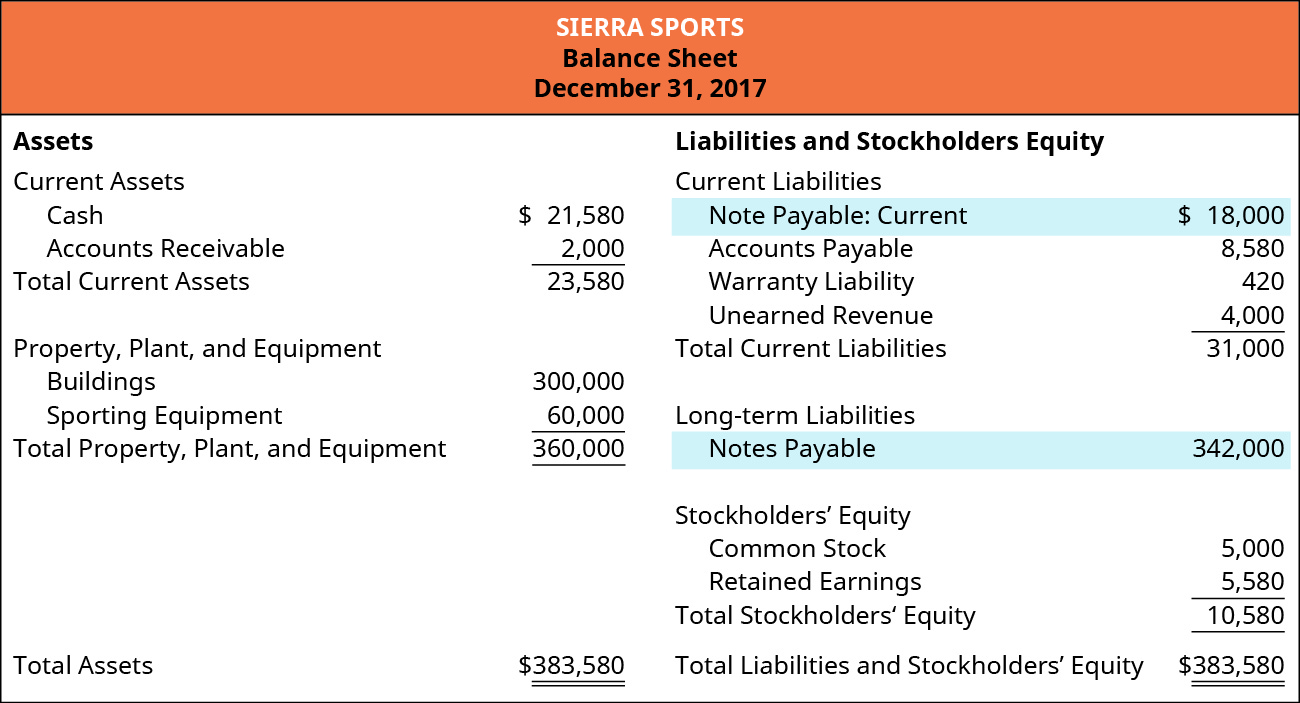 SIERRA SPORTS
Balance Sheet
December 31, 2017
Assets
Current Assets
Cash $ 21,580
Accounts Receivable 2,000
Total Current Assets 23,580
Property, Plant, and Equipment
Buildings 300,000
Sporting Equipment 60,000
Total Property, Plant, and Equipment 360,000
Total Assets $383,580
Liabilities and Stockholders Equity
Current Liabilities
Note Payable: Current $ 18,000
Accounts Payable 8,580
Warranty Liability 420
Unearned Revenue 4,000
Total Current Liabilities 31,000
Long-term Liabilities
Notes Payable 342,000
Stockholders’ Equity
Common Stock 5,000
Retained Earnings 5,580
Total Stockholders‘ Equity 10,580
Total Liabilities and Stockholders’ Equity $383,580